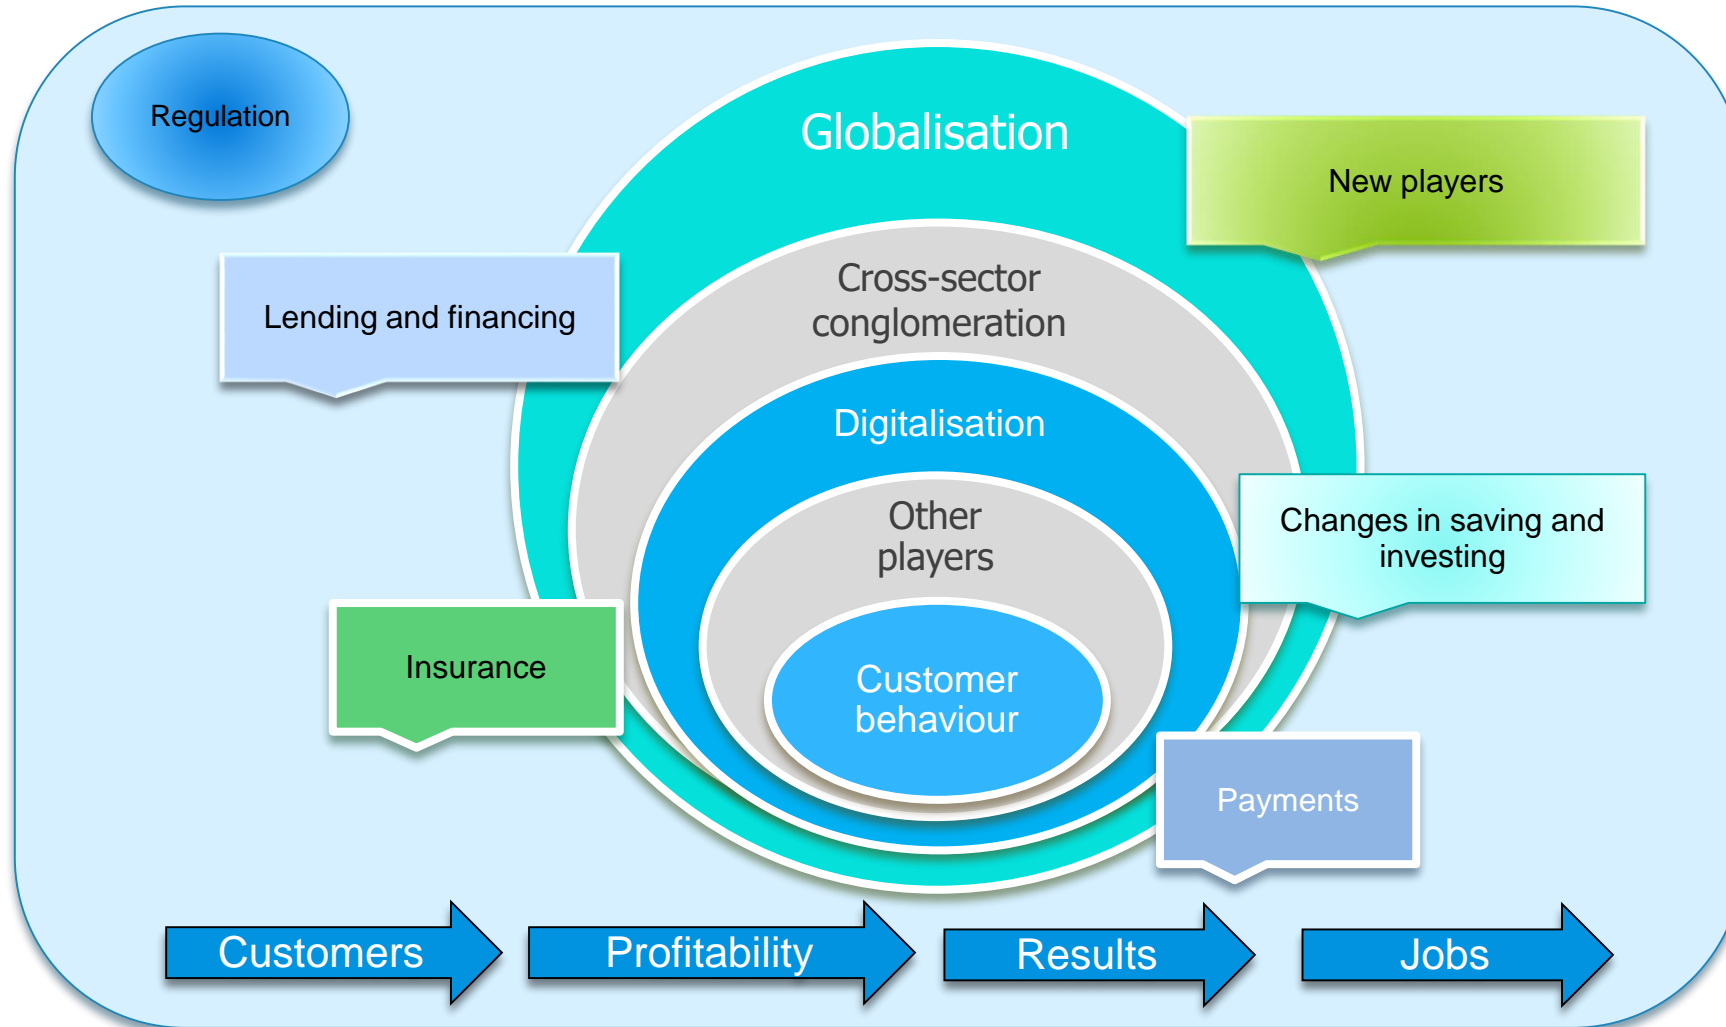 Regulation
Globalisation
New players
Lending and financing
Cross-sector
conglomeration
Digitalisation
Other
players
Changes in saving and
investing
Insurance
Customer
behaviour
Payments
Customers
Profitability
Results
Jobs